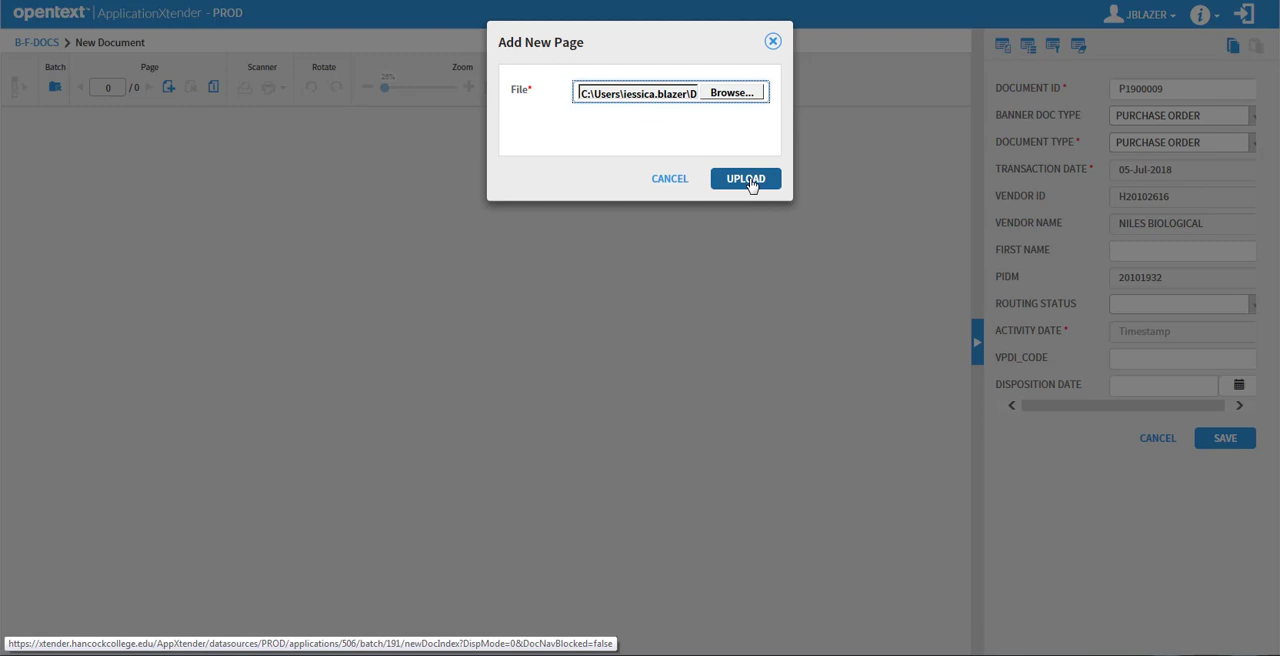 opentext™ | ApplicationXtender - PROD
JBLAZER
B-F-DOCS > New Document
Batch
Page
Scanner
Rotate
Zoom
0 / 0
20%
Add New Page
File*
C:\Users\jessica.blazer\D
Browse...
CANCEL
UPLOAD
DOCUMENT ID * P1900009
BANNER DOC TYPE PURCHASE ORDER
DOCUMENT TYPE * PURCHASE ORDER
TRANSACTION DATE * 05-Jul-2018
VENDOR ID H20102616
VENDOR NAME NILES BIOLOGICAL
FIRST NAME
PIDM 20101932
ROUTING STATUS
ACTIVITY DATE * Timestamp
VPDI_CODE
DISPOSITION DATE
CANCEL SAVE
https://xtender.hancockcollege.edu/AppXtender/datasources/PROD/applications/506/batch/191/newDocIndex?DispMode=0&DocNavBlocked=false